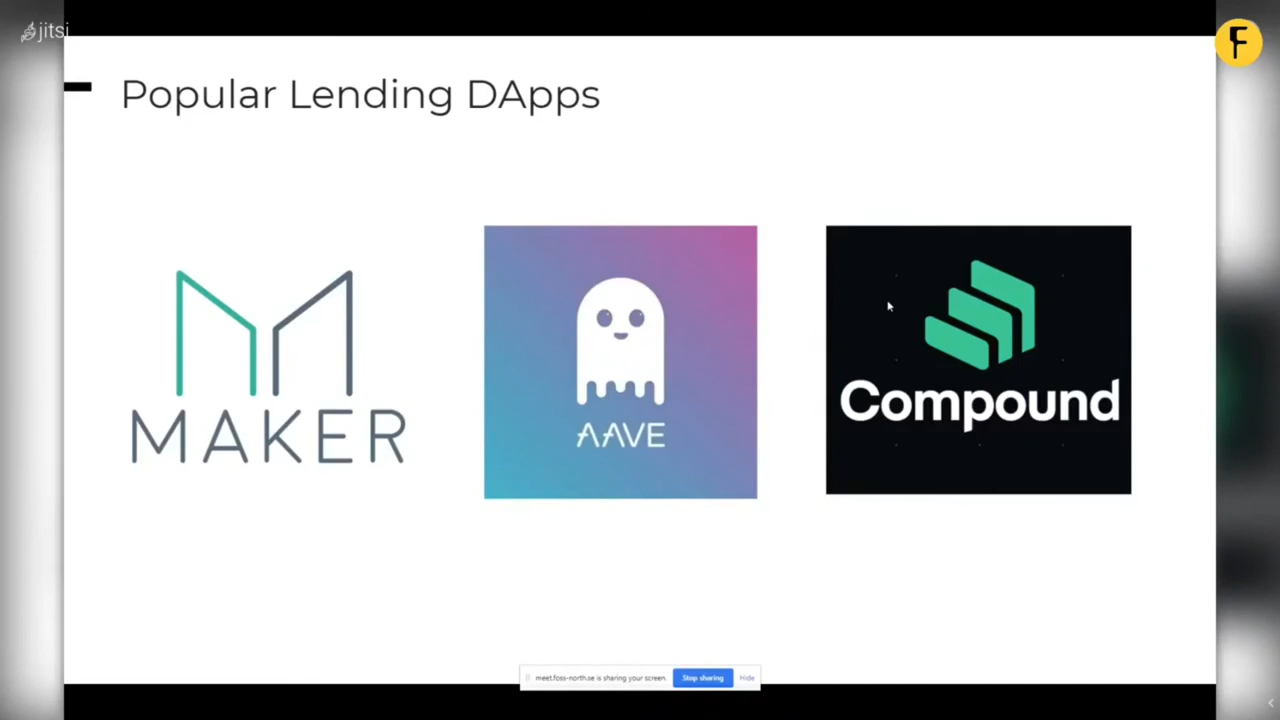 jitsi
F
Popular Lending DApps
MAKER
AAVE
Compound
meet.foss-north.se is sharing your screen.
Stop sharing
Hide